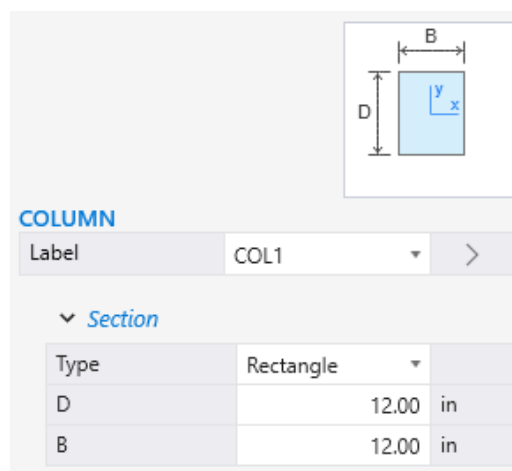 B
D
y
x
COLUMN
Label COL1
Section
Type Rectangle
D 12.00 in
B 12.00 in